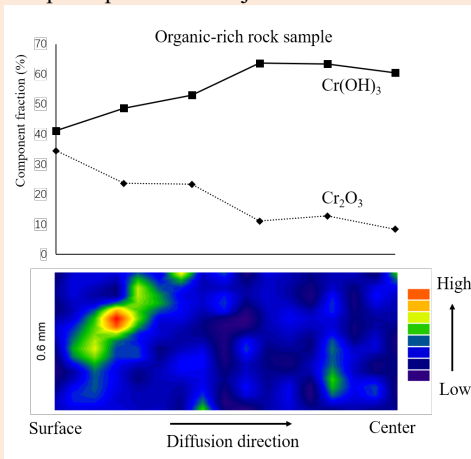 Organic-rich rock sample
Component fraction (%)
70
60
50
40
30
20
10
0
Cr(OH)₃
Cr₂O₃
0.6 mm
High
Low
Surface
Center
Diffusion direction